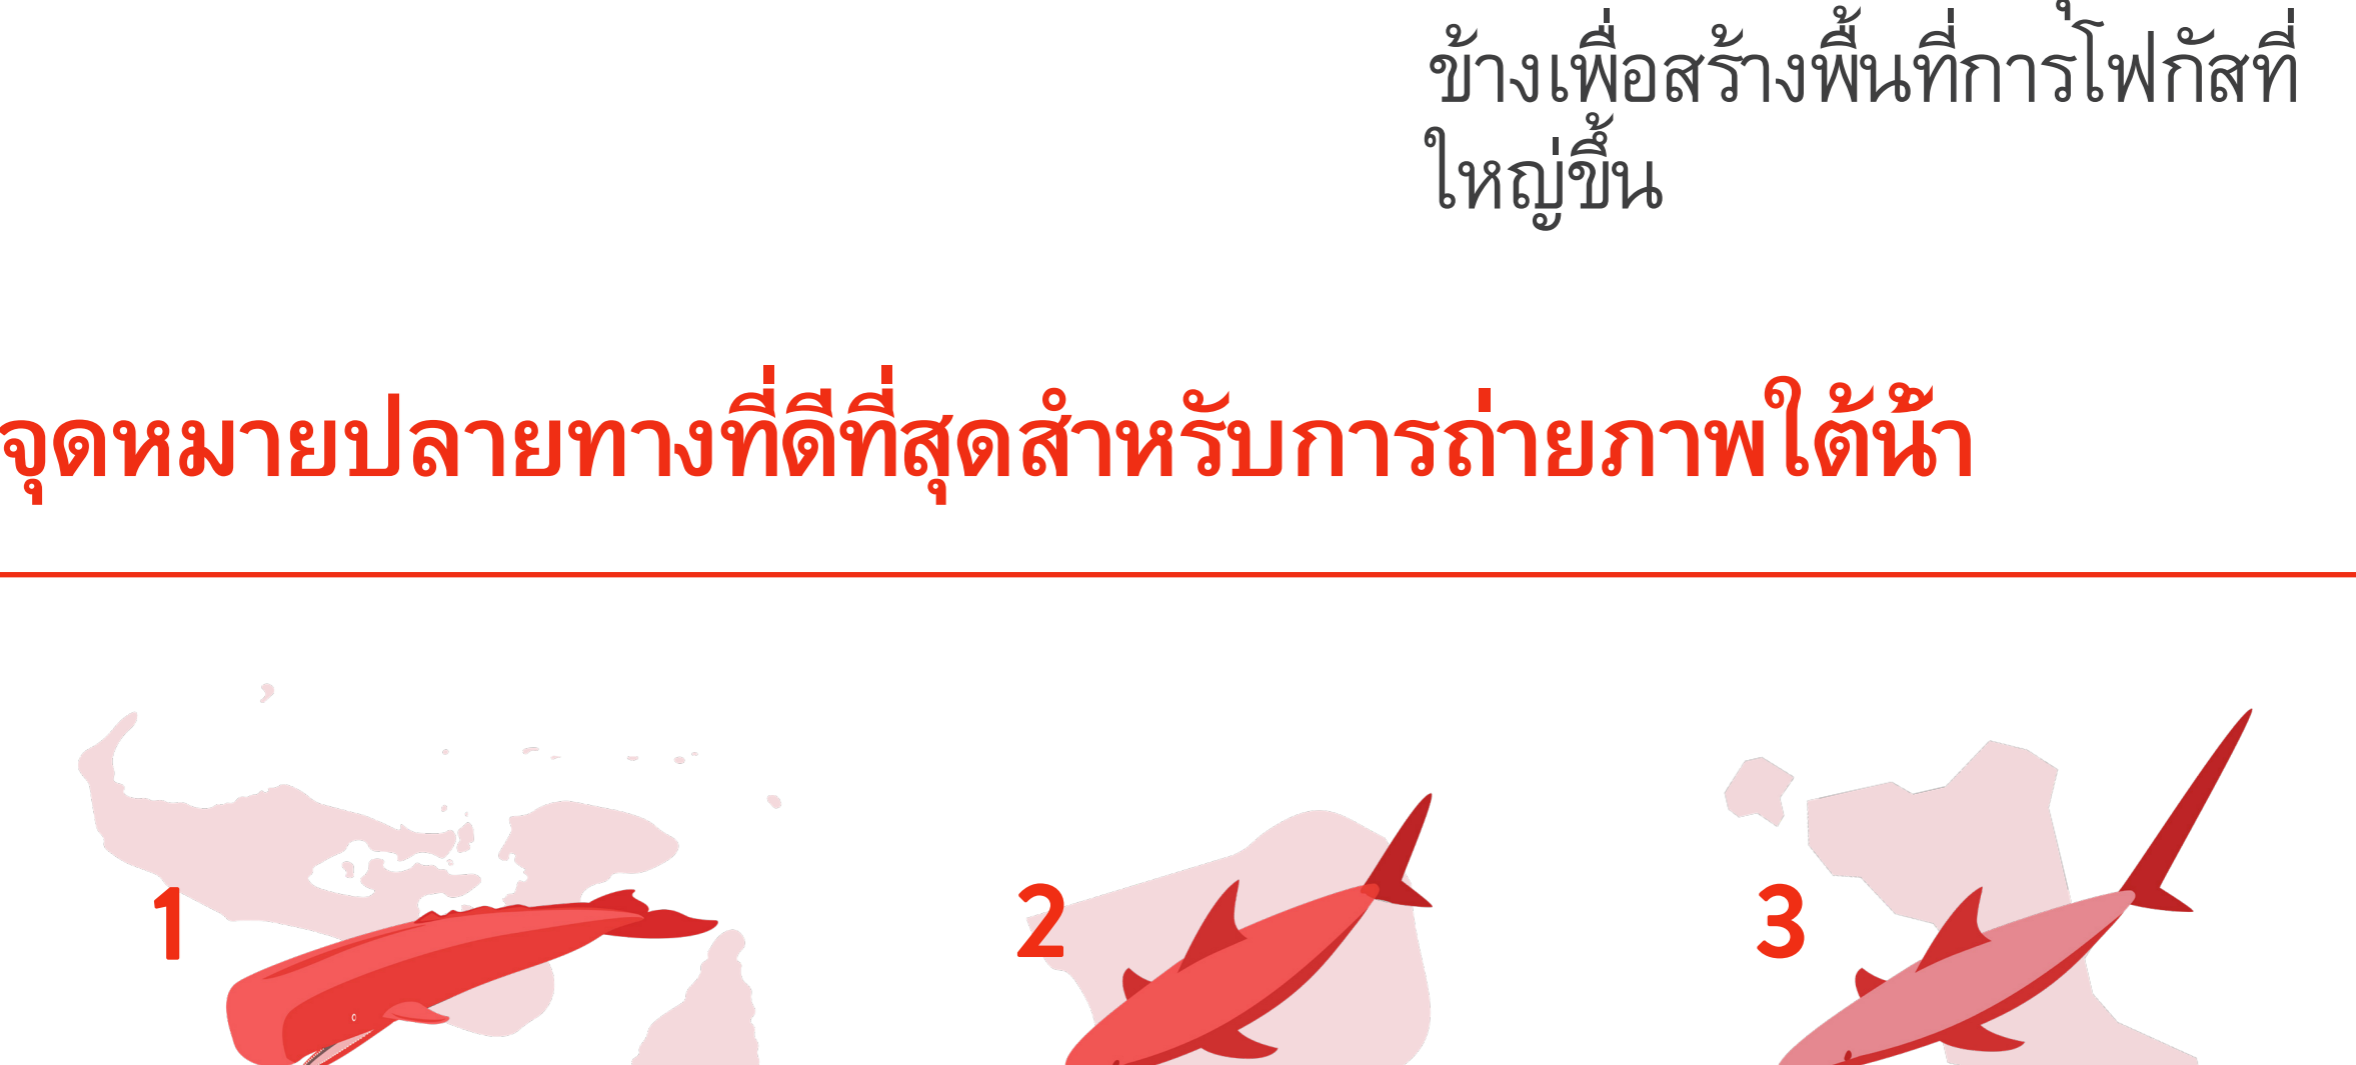 ข้างเพื่อสร้างพื้นที่การโฟกัสที่
ใหญ่ขึ้น
จุดหมายปลายทางที่ดีที่สุดสำหรับการถ่ายภาพใต้น้ำ
1
2
3